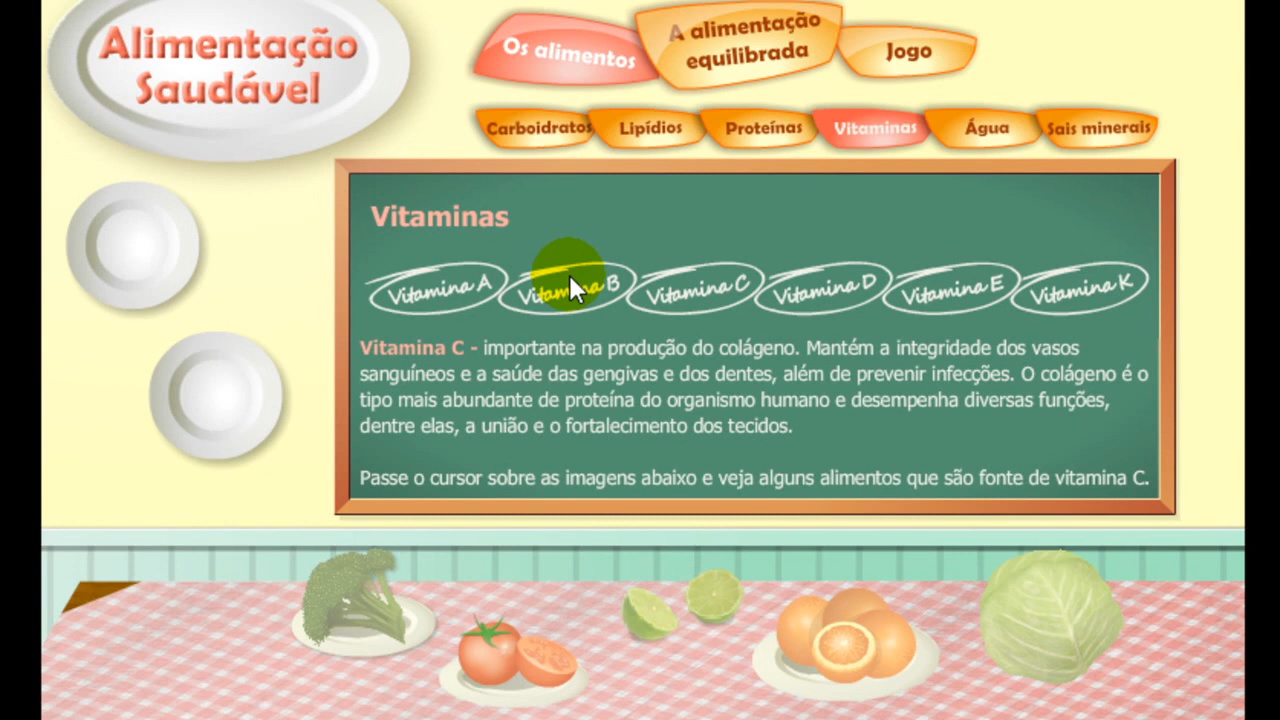 Alimentação
Saudável
Os alimentos
A alimentação
equilibrada
Jogo
Carboidratos
Lipídios
Proteínas
Vitaminas
Água
Sais minerais
Vitaminas
Vitamina A
Vitamina B
Vitamina C
Vitamina D
Vitamina E
Vitamina K
Vitamina C - importante na produção do colágeno. Mantém a integridade dos vasos
sanguíneos e a saúde das gengivas e dos dentes, além de prevenir infecções. O colágeno é o
tipo mais abundante de proteína do organismo humano e desempenha diversas funções,
dentre elas, a união e o fortalecimento dos tecidos.
Passe o cursor sobre as imagens abaixo e veja alguns alimentos que são fonte de vitamina C.